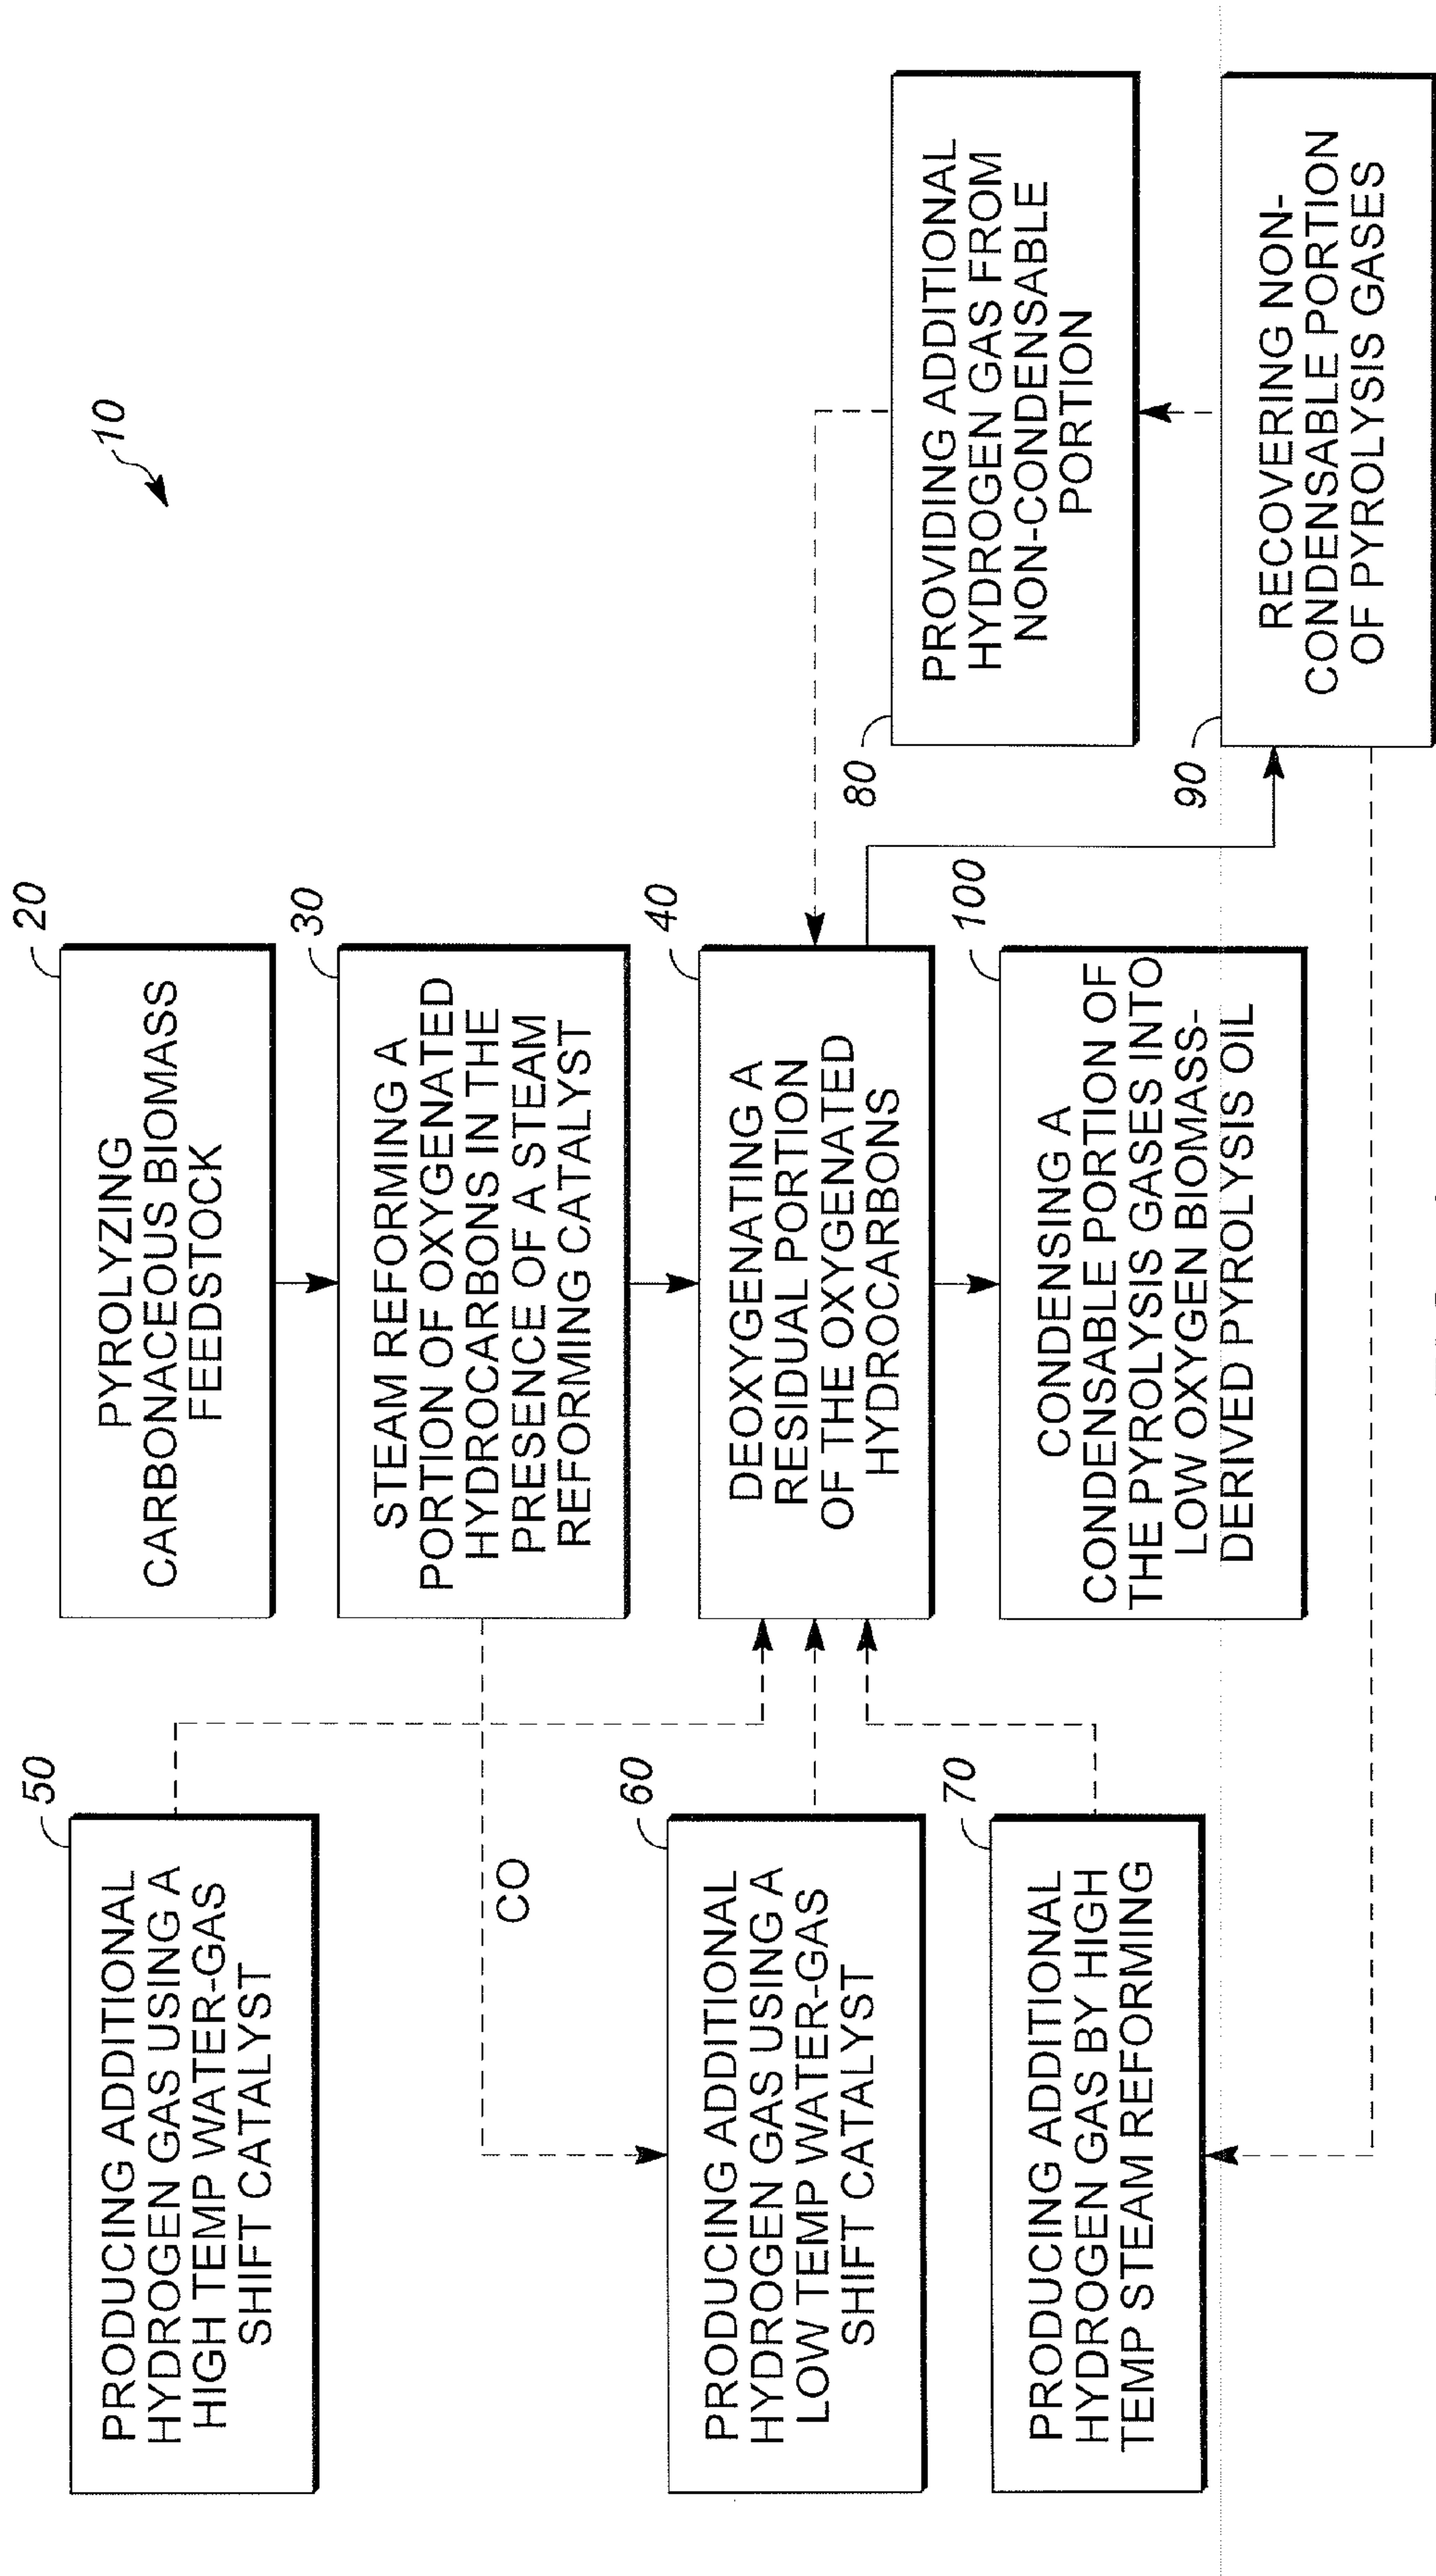 10
20
PYROLYZING
CARBONACEOUS BIOMASS
FEEDSTOCK
30
STEAM REFORMING A
PORTION OF OXYGENATED
HYDROCARBONS IN THE
PRESENCE OF A STEAM
REFORMING CATALYST
40
DEOXYGENATING A
RESIDUAL PORTION
OF THE OXYGENATED
HYDROCARBONS
100
CONDENSING A
CONDENSABLE PORTION OF
THE PYROLYSIS GASES INTO
LOW OXYGEN BIOMASS-
DERIVED PYROLYSIS OIL
50
PRODUCING ADDITIONAL
HYDROGEN GAS USING A
HIGH TEMP WATER-GAS
SHIFT CATALYST
CO
60
PRODUCING ADDITIONAL
HYDROGEN GAS USING A
LOW TEMP WATER-GAS
SHIFT CATALYST
70
PRODUCING ADDITIONAL
HYDROGEN GAS BY HIGH
TEMP STEAM REFORMING
80
PROVIDING ADDITIONAL
HYDROGEN GAS FROM
NON-CONDENSABLE
PORTION
90
RECOVERING NON-
CONDENSABLE PORTION
OF PYROLYSIS GASES